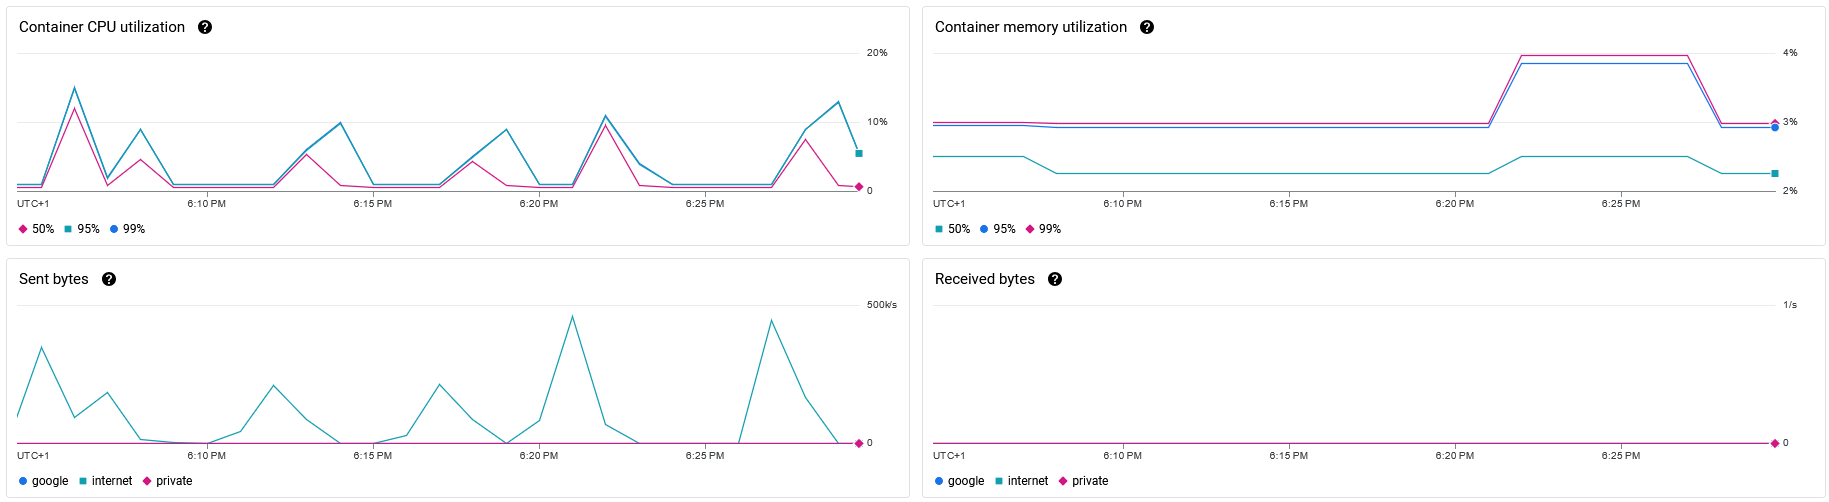 Container CPU utilization ?
20%
10%
0
UTC+1 6:10 PM 6:15 PM 6:20 PM 6:25 PM
50% 95% 99%
Container memory utilization ?
4%
3%
2%
UTC+1 6:10 PM 6:15 PM 6:20 PM 6:25 PM
50% 95% 99%
Sent bytes ?
500k/s
0
UTC+1 6:10 PM 6:15 PM 6:20 PM 6:25 PM
google internet private
Received bytes ?
1/s
0
UTC+1 6:10 PM 6:15 PM 6:20 PM 6:25 PM
google internet private